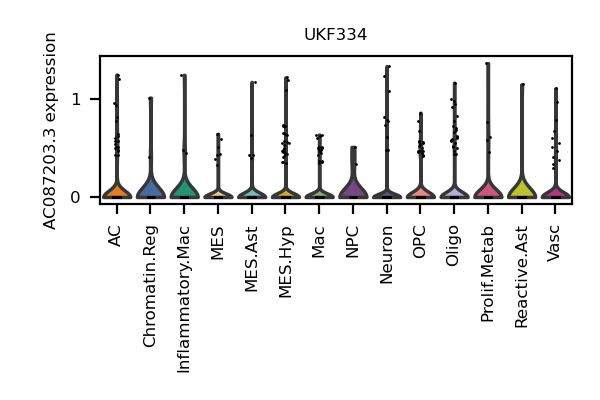 UKF334
AC087203.3 expression
1
0
AC
Chromatin.Reg
Inflammatory.Mac
MES
MES.Ast
MES.Hyp
Mac
NPC
Neuron
OPC
Oligo
Prolif.Metab
Reactive.Ast
Vasc